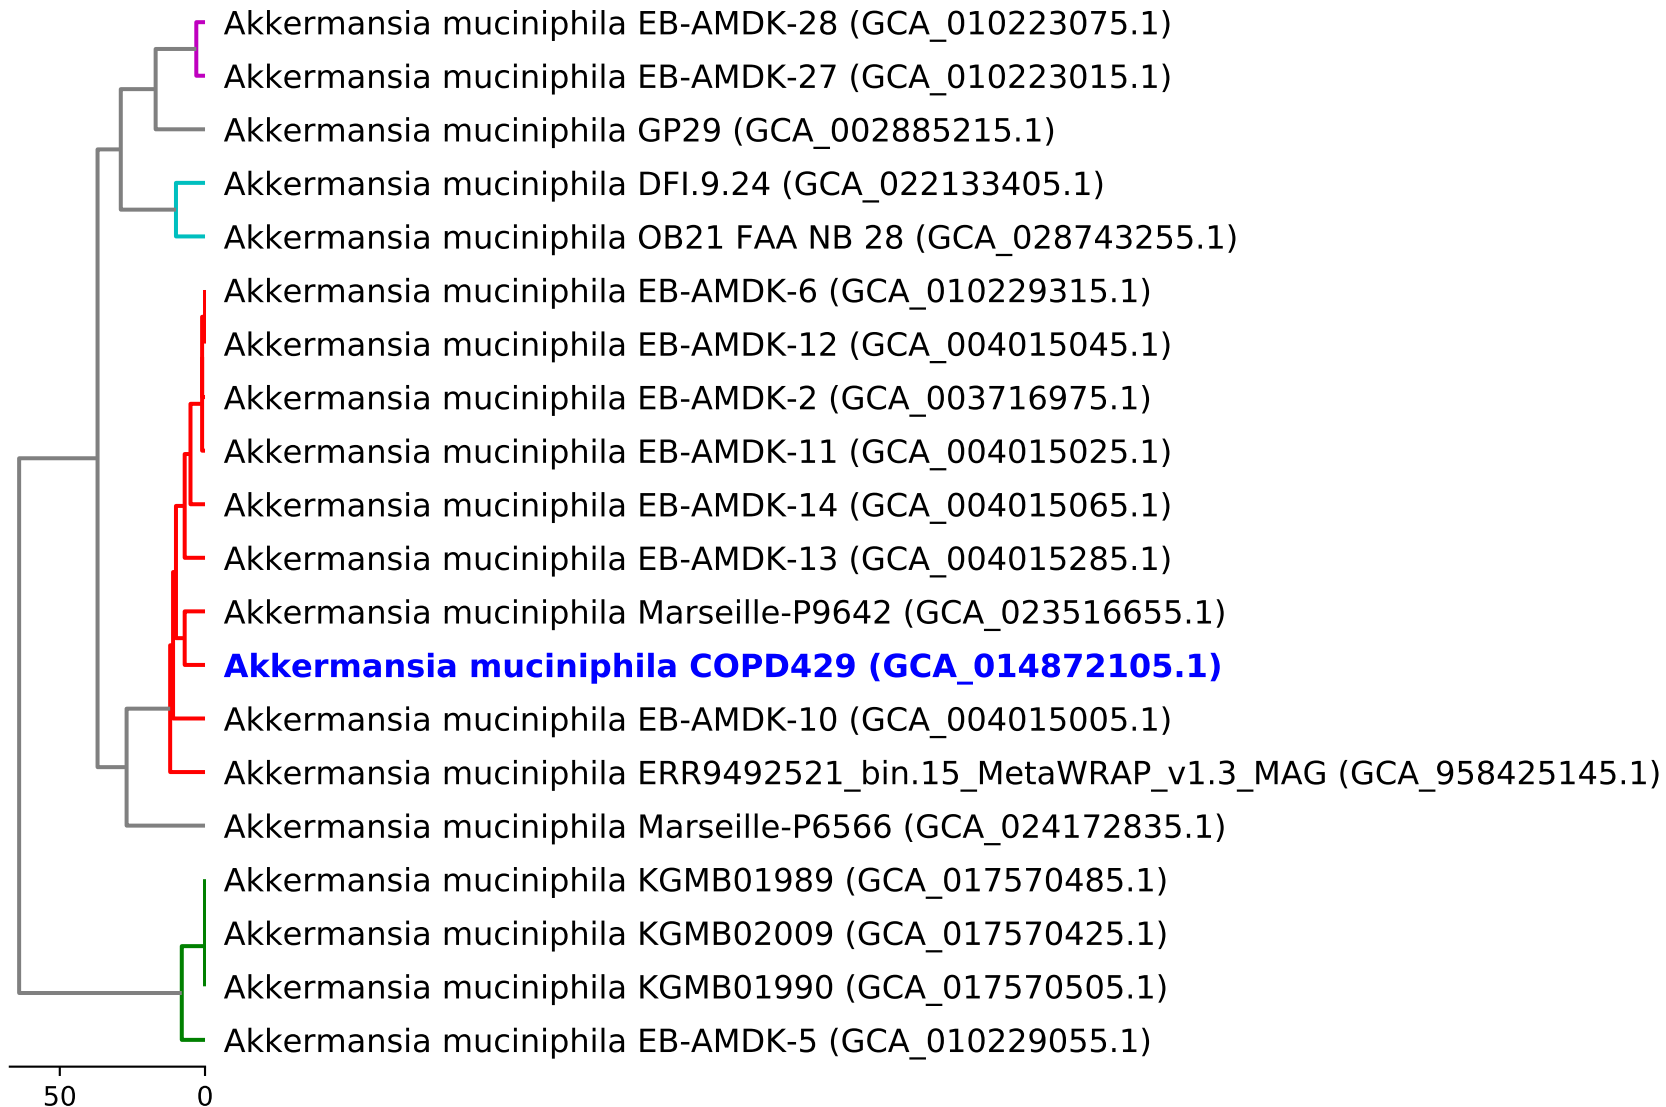 Akkermansia muciniphila EB-AMDK-28 (GCA_010223075.1)
Akkermansia muciniphila EB-AMDK-27 (GCA_010223015.1)
Akkermansia muciniphila GP29 (GCA_002885215.1)
Akkermansia muciniphila DFI.9.24 (GCA_022133405.1)
Akkermansia muciniphila OB21 FAA NB 28 (GCA_028743255.1)
Akkermansia muciniphila EB-AMDK-6 (GCA_010229315.1)
Akkermansia muciniphila EB-AMDK-12 (GCA_004015045.1)
Akkermansia muciniphila EB-AMDK-2 (GCA_003716975.1)
Akkermansia muciniphila EB-AMDK-11 (GCA_004015025.1)
Akkermansia muciniphila EB-AMDK-14 (GCA_004015065.1)
Akkermansia muciniphila EB-AMDK-13 (GCA_004015285.1)
Akkermansia muciniphila Marseille-P9642 (GCA_023516655.1)
Akkermansia muciniphila COPD429 (GCA_014872105.1)
Akkermansia muciniphila EB-AMDK-10 (GCA_004015005.1)
Akkermansia muciniphila ERR9492521_bin.15_MetaWRAP_v1.3_MAG (GCA_958425145.1)
Akkermansia muciniphila Marseille-P6566 (GCA_024172835.1)
Akkermansia muciniphila KGMB01989 (GCA_017570485.1)
Akkermansia muciniphila KGMB02009 (GCA_017570425.1)
Akkermansia muciniphila KGMB01990 (GCA_017570505.1)
Akkermansia muciniphila EB-AMDK-5 (GCA_010229055.1)
50 0